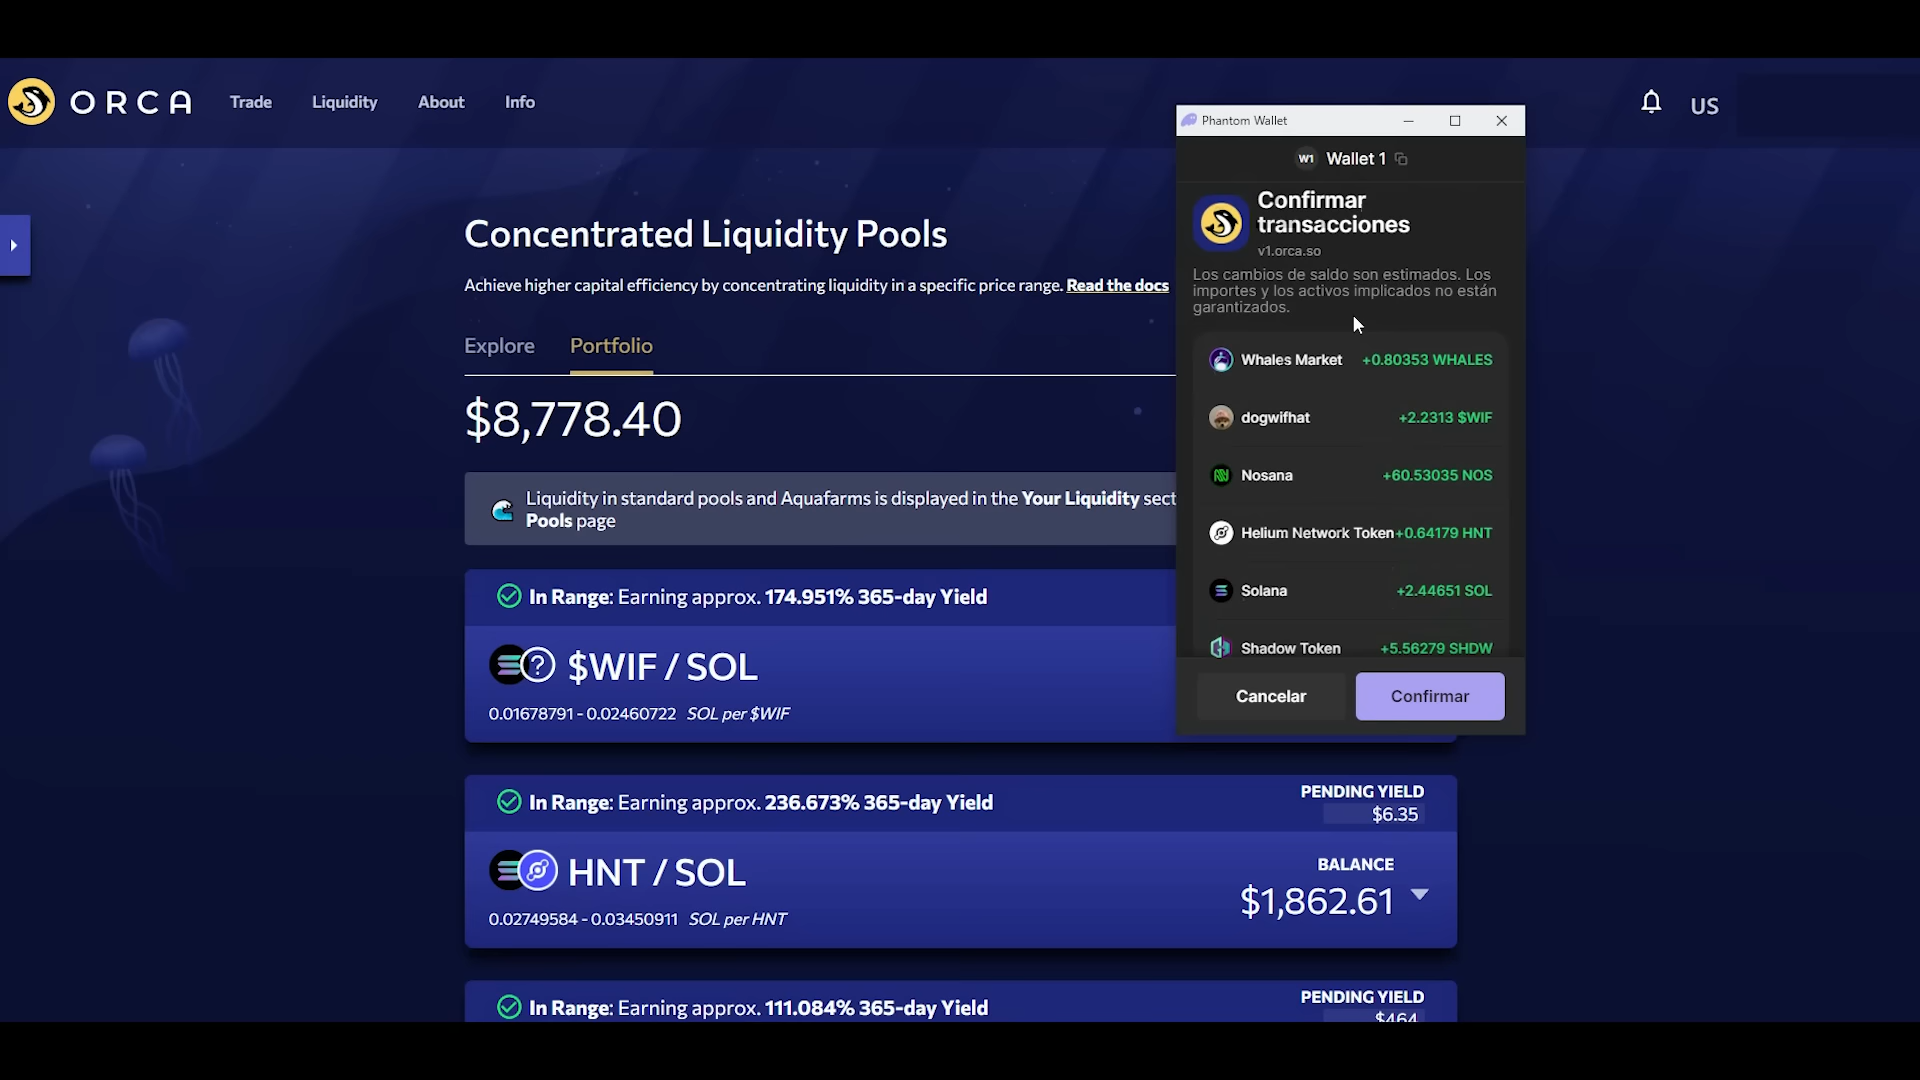 ORCA
Trade
Liquidity
About
Info
US
Concentrated Liquidity Pools
Achieve higher capital efficiency by concentrating liquidity in a specific price range. Read the docs
Explore
Portfolio
$8,778.40
Liquidity in standard pools and Aquafarms is displayed in the Your Liquidity sect
Pools page
In Range: Earning approx. 174.951% 365-day Yield
$WIF / SOL
0.01678791 - 0.02460722 SOL per $WIF
In Range: Earning approx. 236.673% 365-day Yield
PENDING YIELD
$6.35
HNT / SOL
BALANCE
$1,862.61
0.02749584 - 0.03450911 SOL per HNT
In Range: Earning approx. 111.084% 365-day Yield
PENDING YIELD
Phantom Wallet
W1 Wallet 1
Confirmar
transacciones
v1.orca.so
Los cambios de saldo son estimados. Los
importes y los activos implicados no están
garantizados.
Whales Market +0.80353 WHALES
dogwifhat +2.2313 $WIF
Nosana +60.53035 NOS
Helium Network Token +0.64179 HNT
Solana +2.44651 SOL
Shadow Token +5.56279 SHDW
Cancelar
Confirmar